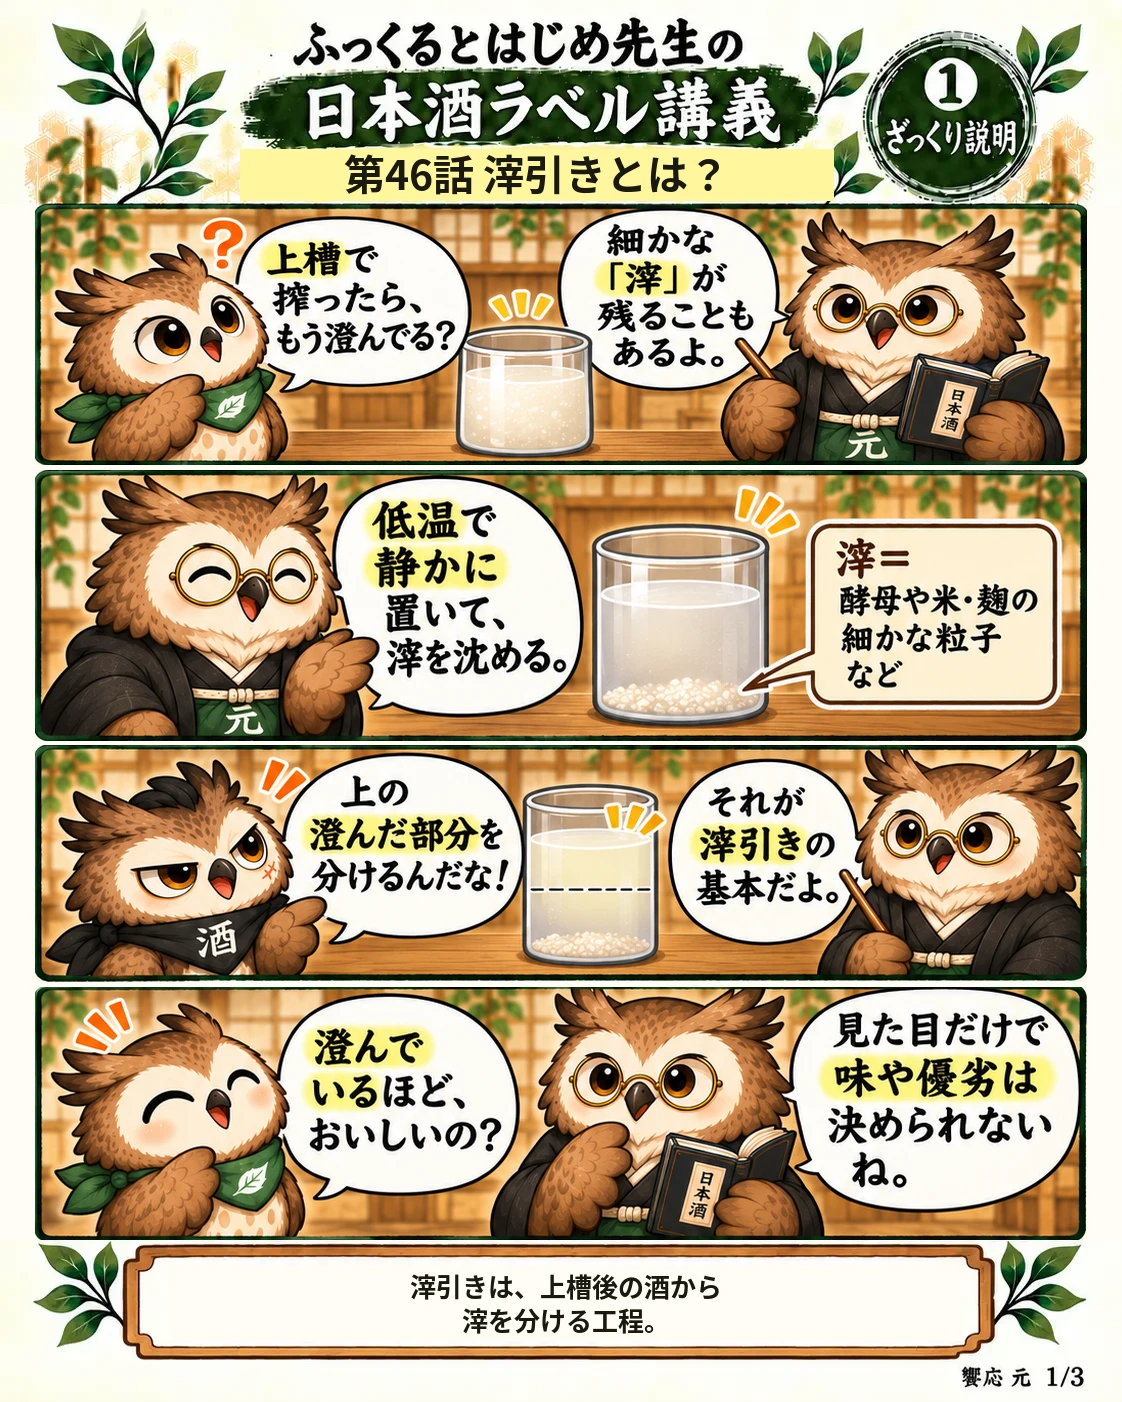 ふっくるとはじめ先生の
日本酒ラベル講義
1
ざっくり説明
第46話 滓引きとは？
?
上槽で
搾ったら、
もう澄んでる?
細かな
「滓」が
残ることも
あるよ。
日本酒
元
低温で
静かに
置いて、
滓を沈める。
元
滓=
酵母や米・麹の
細かな粒子
など
上の
澄んだ部分を
分けるんだな!
酒
それが
滓引きの
基本だよ。
澄んで
いるほど、
おいしいの?
見た目だけで
味や優劣は
決められない
ね。
日本酒
滓引きは、上槽後の酒から
滓を分ける工程。
饗応 元 1/3